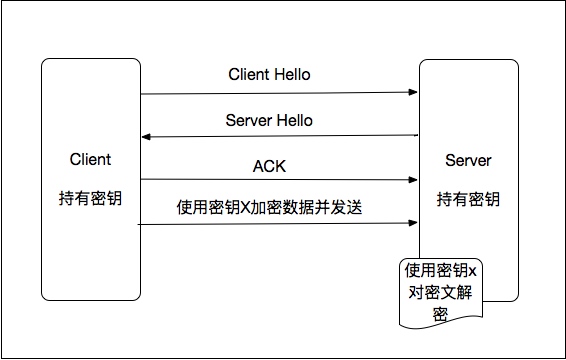 Client Hello
Server Hello
Client
持有密钥
ACK
使用密钥X加密数据并发送
Server
持有密钥
使用密钥x
对密文解
密